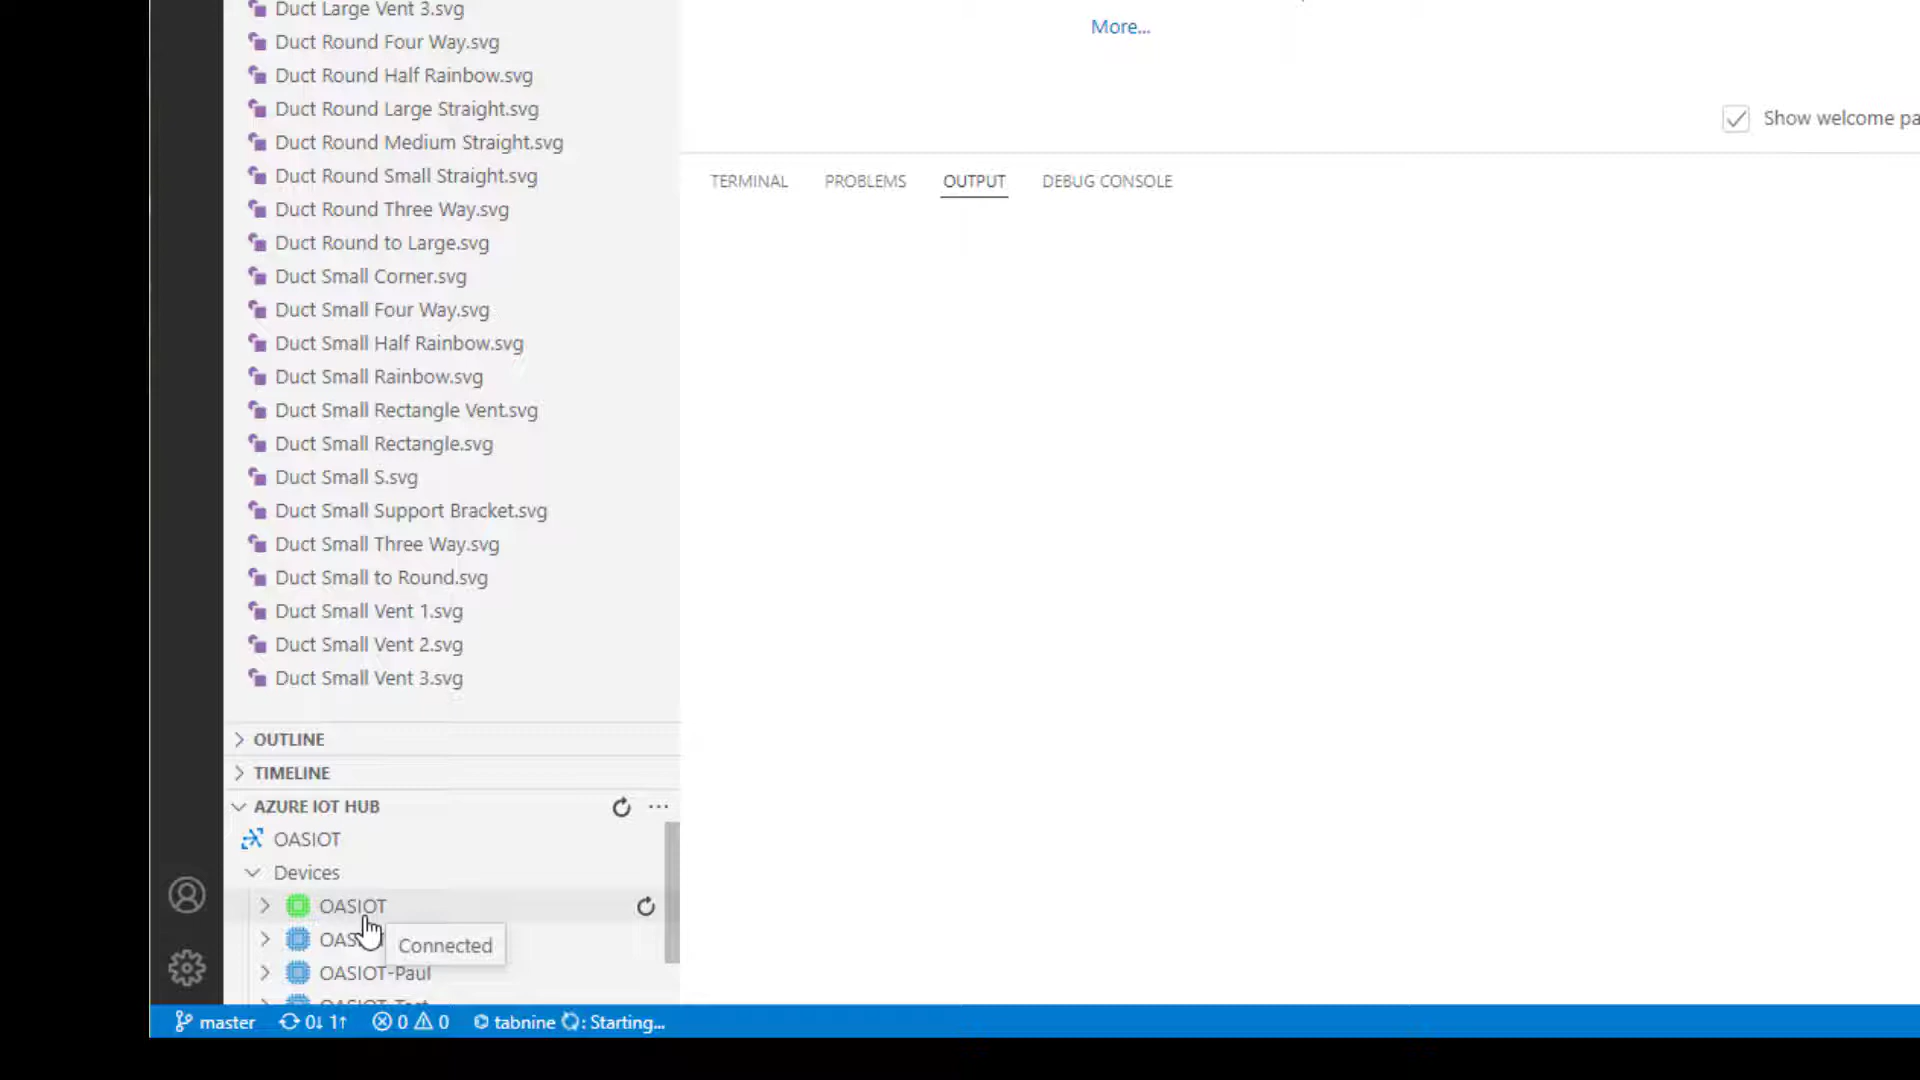 Duct Large Vent 3.svg
Duct Round Four Way.svg
Duct Round Half Rainbow.svg
Duct Round Large Straight.svg
Duct Round Medium Straight.svg
Duct Round Small Straight.svg
Duct Round Three Way.svg
Duct Round to Large.svg
Duct Small Corner.svg
Duct Small Four Way.svg
Duct Small Half Rainbow.svg
Duct Small Rainbow.svg
Duct Small Rectangle Vent.svg
Duct Small Rectangle.svg
Duct Small S.svg
Duct Small Support Bracket.svg
Duct Small Three Way.svg
Duct Small to Round.svg
Duct Small Vent 1.svg
Duct Small Vent 2.svg
Duct Small Vent 3.svg
OUTLINE
TIMELINE
AZURE IOT HUB
OASIOT
Devices
OASIOT
Connected
OASIOT-Paul
OASIOT-Test
More...
Show welcome pa
TERMINAL PROBLEMS OUTPUT DEBUG CONSOLE
master 0↓ 1↑ 0 0 tabnine : Starting...